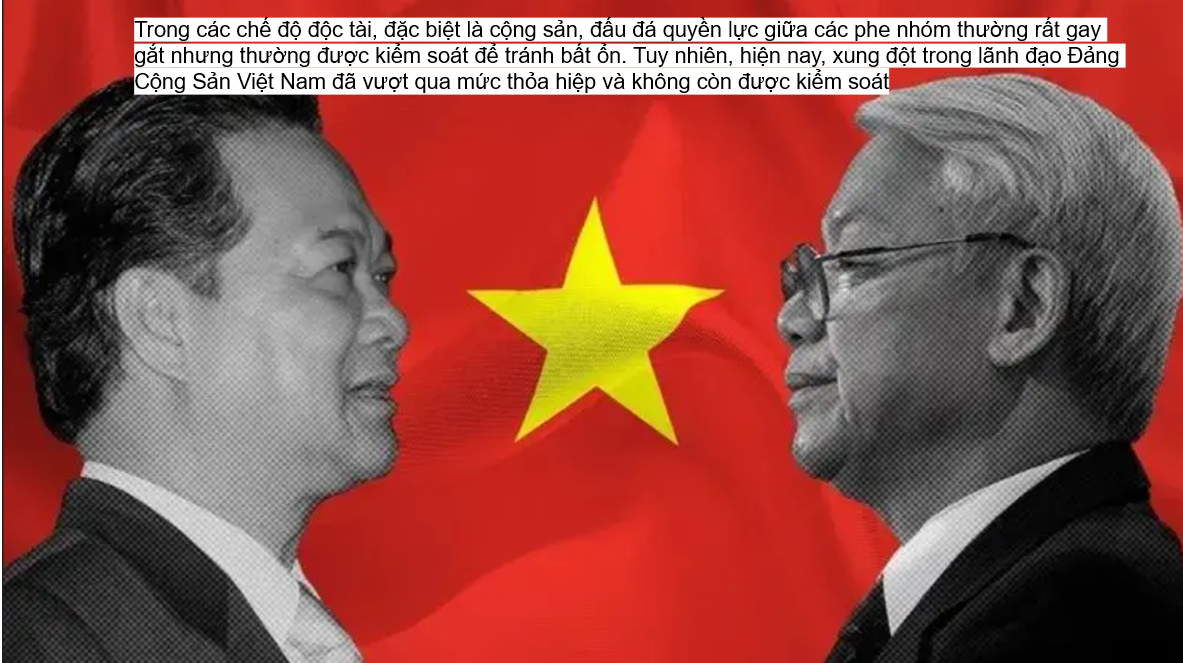 Trong các chế độ độc tài, đặc biệt là cộng sản, đấu đá quyền lực giữa các phe nhóm thường rất gay
gắt nhưng thường được kiểm soát để tránh bất ổn. Tuy nhiên, hiện nay, xung đột trong lãnh đạo Đảng
Cộng Sản Việt Nam đã vượt qua mức thỏa hiệp và không còn được kiểm soát